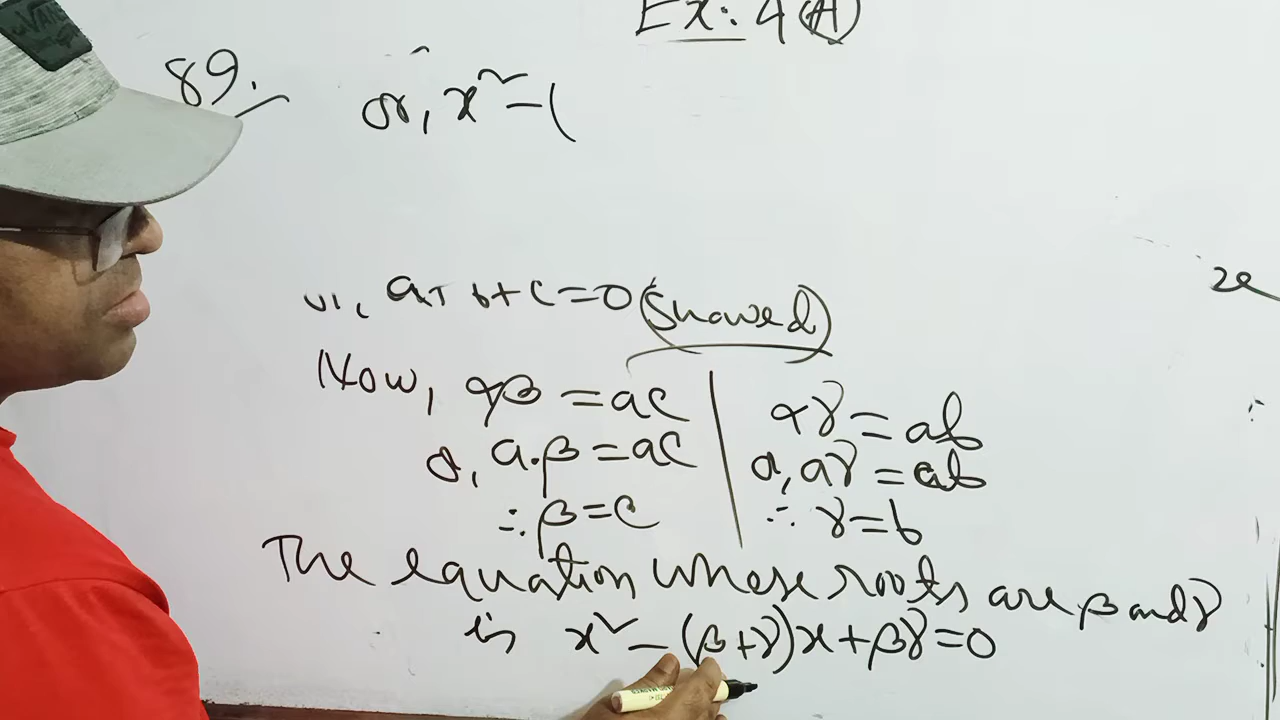 Ex: 4(A)
89.
or, x² - (
a + b + c = 0 (Showed)
Now, αβ = ac
or, a.β = ac
∴ β = c
αγ = ab
or, aγ = ab
∴ γ = b
The equation whose roots are β and γ
is x² - (β+γ)x + βγ = 0